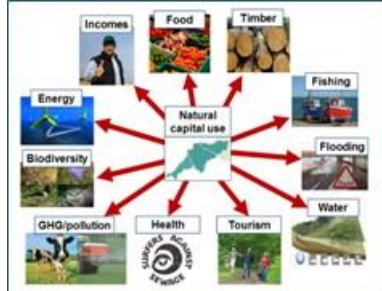 Incomes
Food
Timber
Energy
Natural
capital use
Fishing
Biodiversity
Flooding
GHG/pollution
Health
Tourism
Water
SURFERS AGAINST
SEWAGE